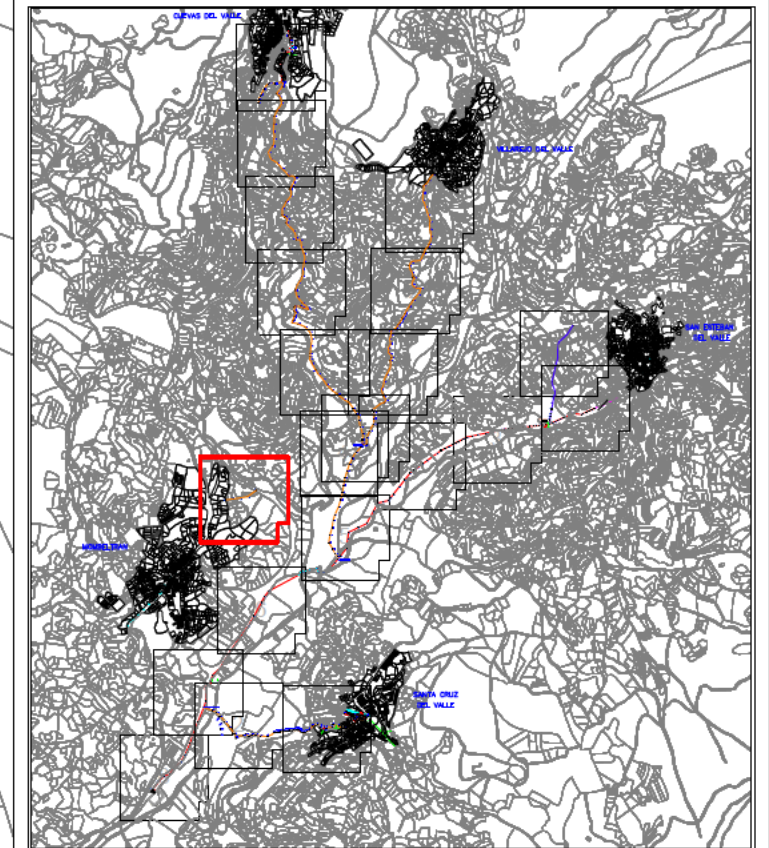 CUEVAS DEL VALLE
VILLAREJO DEL VALLE
SAN ESTEBAN
DEL VALLE
MOMBELTRAN
SANTA CRUZ
DEL VALLE